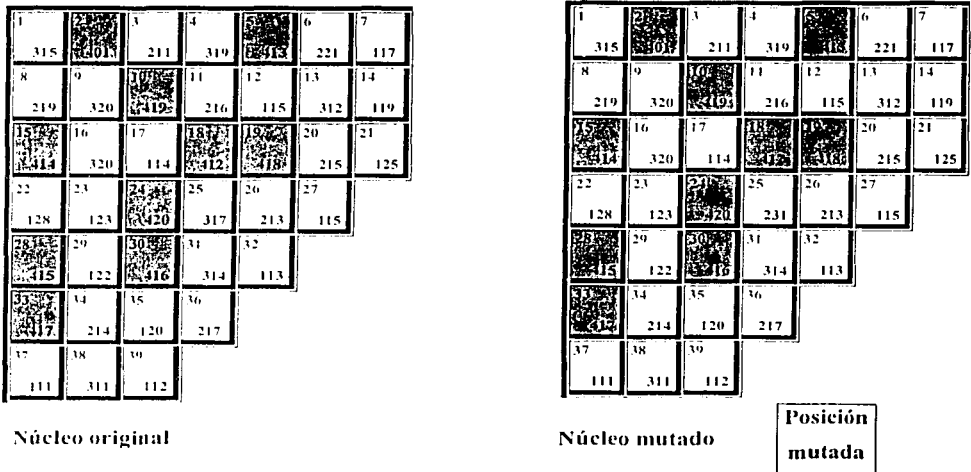 1 2 3 4 5 6 7
315 401 211 319 413 221 117
8 9 10 11 12 13 14
219 320 419 216 115 312 119
15 16 17 18 19 20 21
414 320 114 412 418 215 125
22 23 24 25 26 27
128 123 420 317 213 115
28 29 30 31 32
415 122 416 314 113
33 34 35 36
417 214 120 217
37 38 39
111 311 112
Núcleo original
1 2 3 4 5 6 7
315 401 211 319 413 221 117
8 9 10 11 12 13 14
219 320 419 216 115 312 119
15 16 17 18 19 20 21
414 320 114 412 418 215 125
22 23 24 25 26 27
128 123 420 231 213 115
28 29 30 31 32
415 122 416 314 113
33 34 35 36
417 214 120 217
37 38 39
111 311 112
Núcleo mutado
Posición
mutada